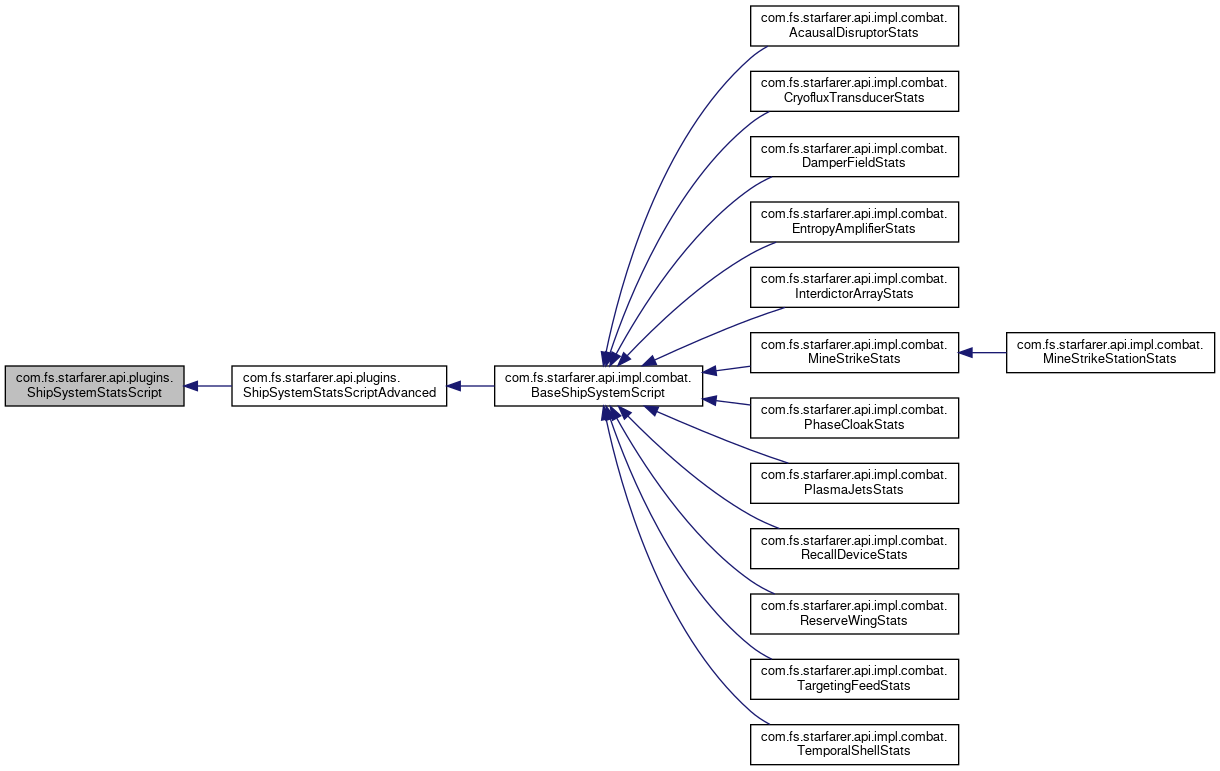 com.fs.starfarer.api.plugins.
ShipSystemStatsScript
com.fs.starfarer.api.plugins.
ShipSystemStatsScriptAdvanced
com.fs.starfarer.api.impl.combat.
BaseShipSystemScript
com.fs.starfarer.api.impl.combat.
AcausalDisruptorStats
com.fs.starfarer.api.impl.combat.
CryofluxTransducerStats
com.fs.starfarer.api.impl.combat.
DamperFieldStats
com.fs.starfarer.api.impl.combat.
EntropyAmplifierStats
com.fs.starfarer.api.impl.combat.
InterdictorArrayStats
com.fs.starfarer.api.impl.combat.
MineStrikeStats
com.fs.starfarer.api.impl.combat.
MineStrikeStationStats
com.fs.starfarer.api.impl.combat.
PhaseCloakStats
com.fs.starfarer.api.impl.combat.
PlasmaJetsStats
com.fs.starfarer.api.impl.combat.
RecallDeviceStats
com.fs.starfarer.api.impl.combat.
ReserveWingStats
com.fs.starfarer.api.impl.combat.
TargetingFeedStats
com.fs.starfarer.api.impl.combat.
TemporalShellStats